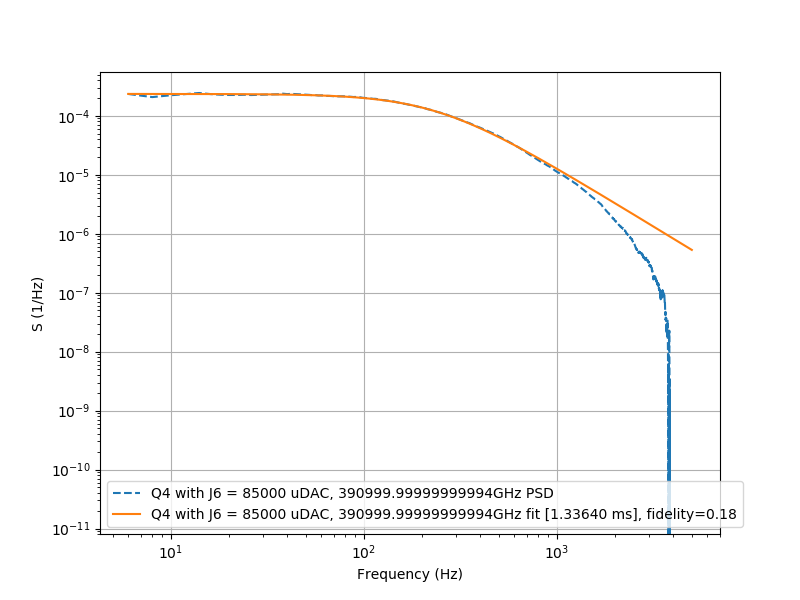 S (1/Hz)
10⁻⁴
10⁻⁵
10⁻⁶
10⁻⁷
10⁻⁸
10⁻⁹
10⁻¹⁰
10⁻¹¹
Q4 with J6 = 85000 uDAC, 390999.99999999994GHz PSD
Q4 with J6 = 85000 uDAC, 390999.99999999994GHz fit [1.33640 ms], fidelity=0.18
10¹ 10² 10³
Frequency (Hz)